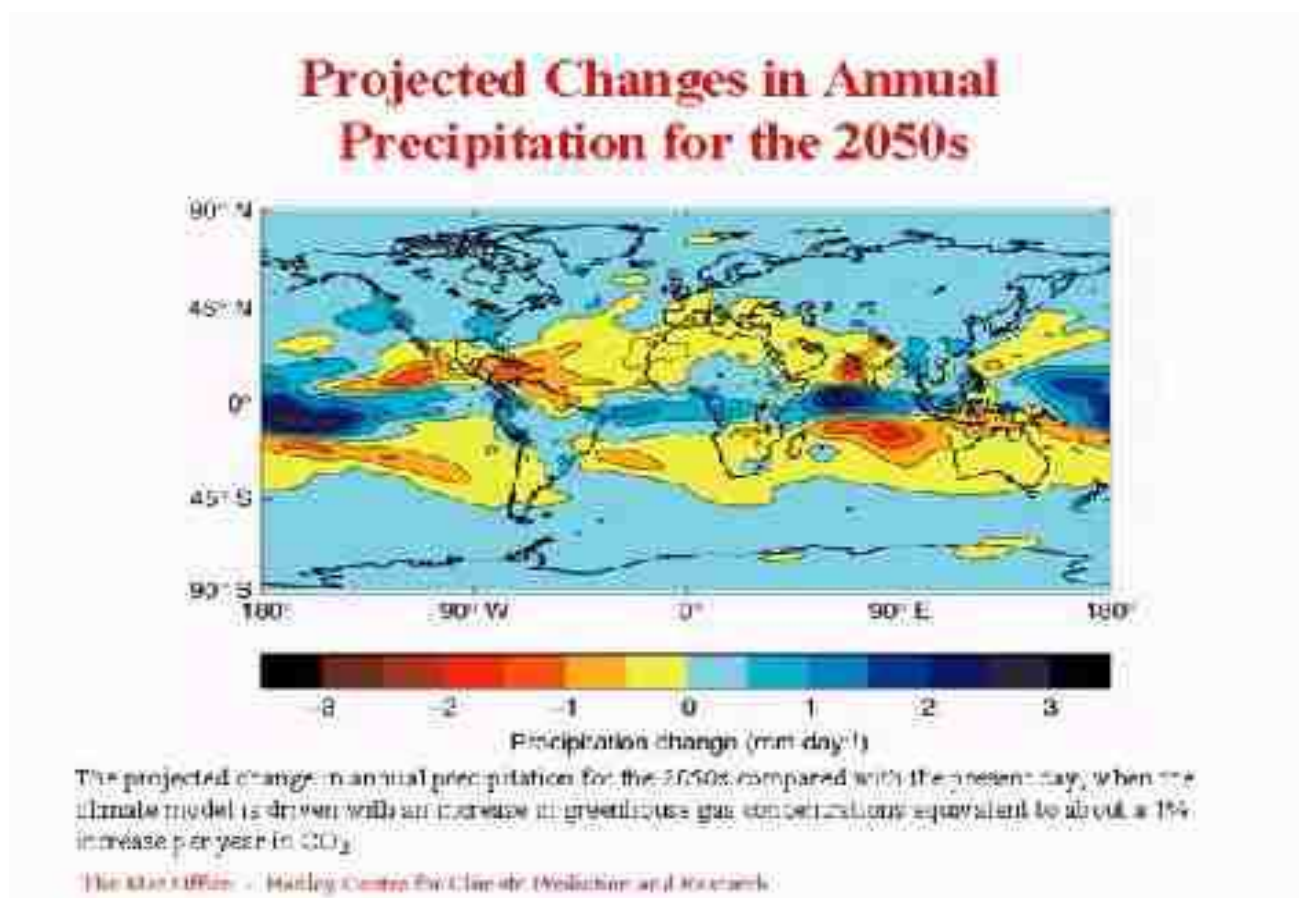 Projected Changes in Annual
Precipitation for the 2050s
90° N
45° N
0°
45° S
90° S
180° 90° W 0° 90° E 180°
-3 -2 -1 0 1 2 3
Precipitation change (mm day⁻¹)
The projected change in annual precipitation for the 2050s compared with the present day, when the
climate model is driven with an increase in greenhouse gas concentrations equivalent to about a 1%
increase per year in CO₂
The Met Office - Hadley Centre for Climate Prediction and Research